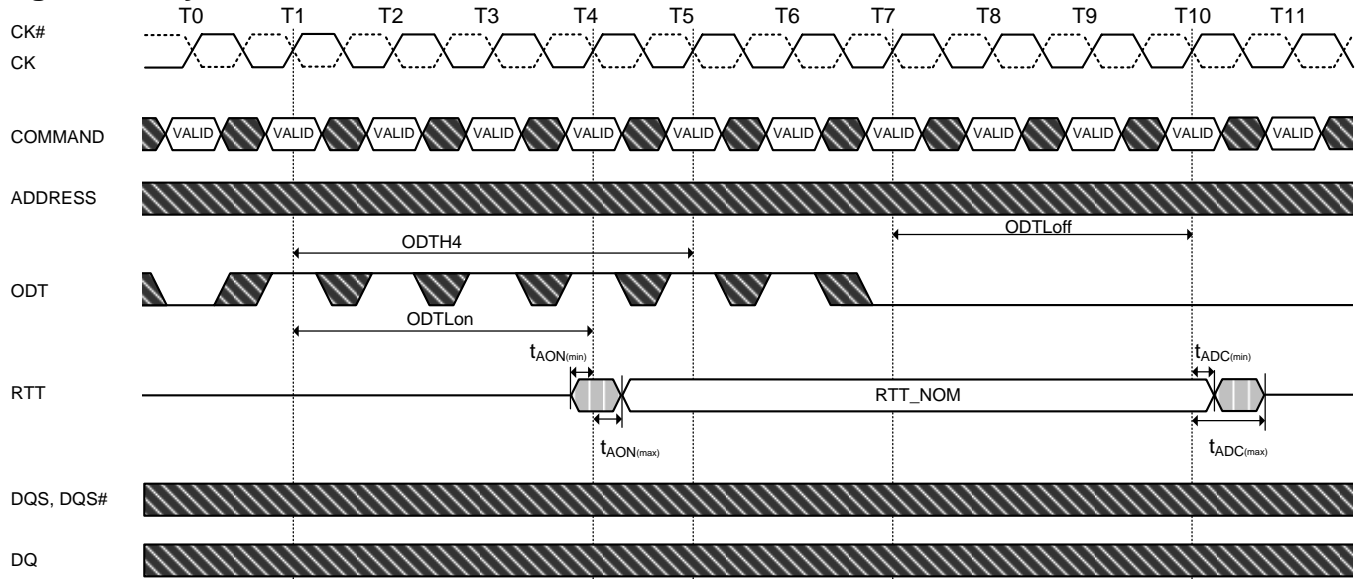 T0 T1 T2 T3 T4 T5 T6 T7 T8 T9 T10 T11
CK#
CK
COMMAND VALID VALID VALID VALID VALID VALID VALID VALID VALID VALID VALID VALID
ADDRESS
ODTLoff
ODTH4
ODT
ODTLon
tAON(min) tADC(min)
RTT RTT_NOM
tAON(max) tADC(max)
DQS, DQS#
DQ